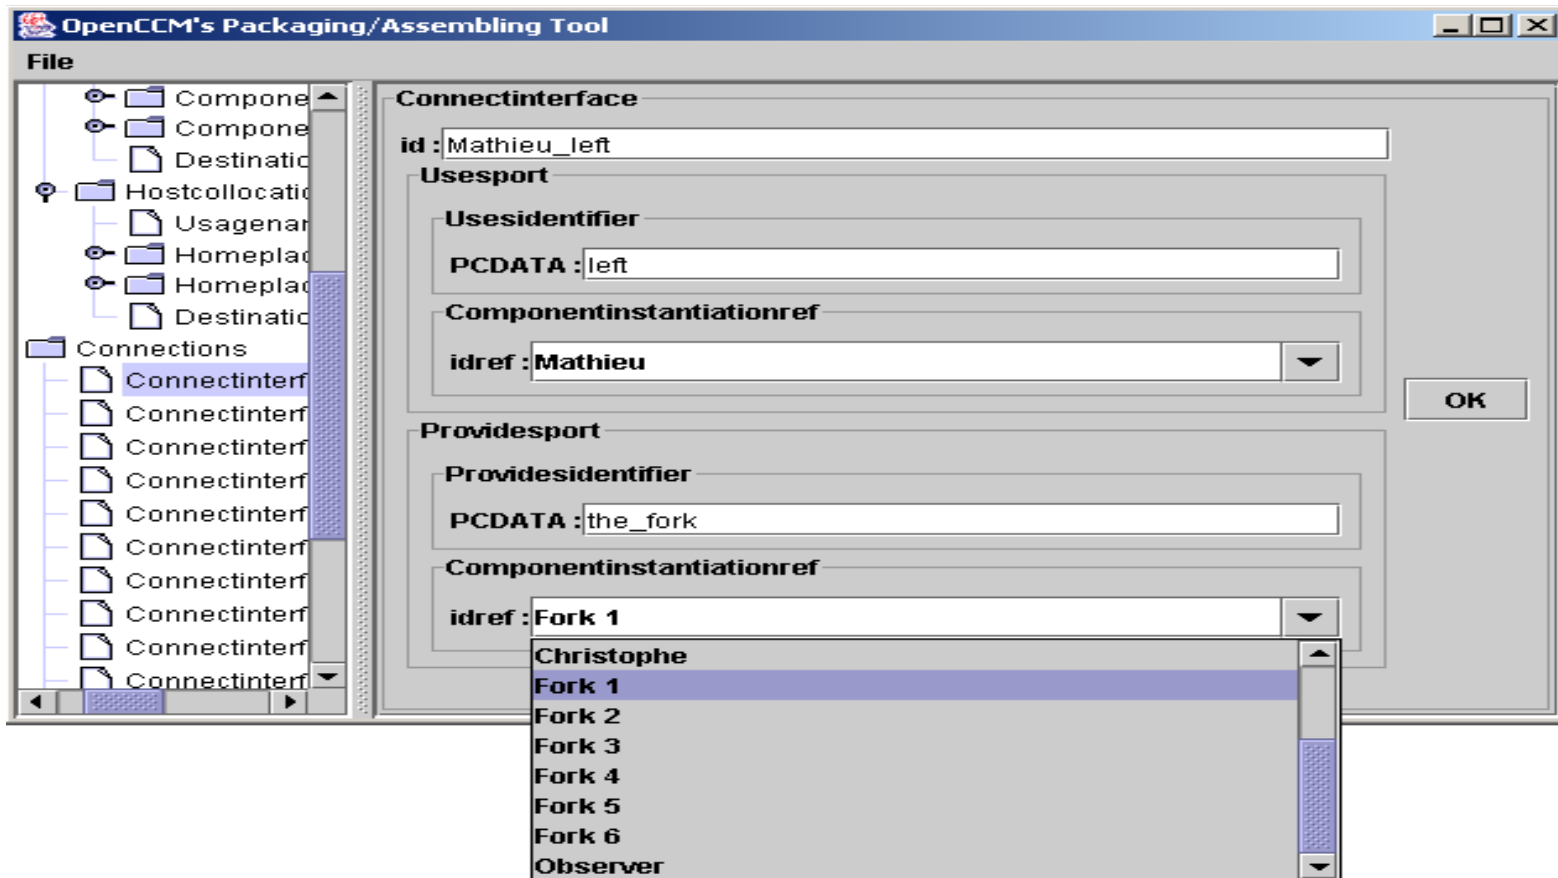 OpenCCM's Packaging/Assembling Tool
File
Compone
Compone
Destinatio
Hostcollocatio
Usagenar
Homeplac
Homeplac
Destinatio
Connections
Connectinterf
Connectinterf
Connectinterf
Connectinterf
Connectinterf
Connectinterf
Connectinterf
Connectinterf
Connectinterf
Connectinterf
Connectinterface
id : Mathieu_left
Usesport
Usesidentifier
PCDATA : left
Componentinstantiationref
idref : Mathieu
Providesport
Providesidentifier
PCDATA : the_fork
Componentinstantiationref
idref : Fork 1
Christophe
Fork 1
Fork 2
Fork 3
Fork 4
Fork 5
Fork 6
Observer
OK